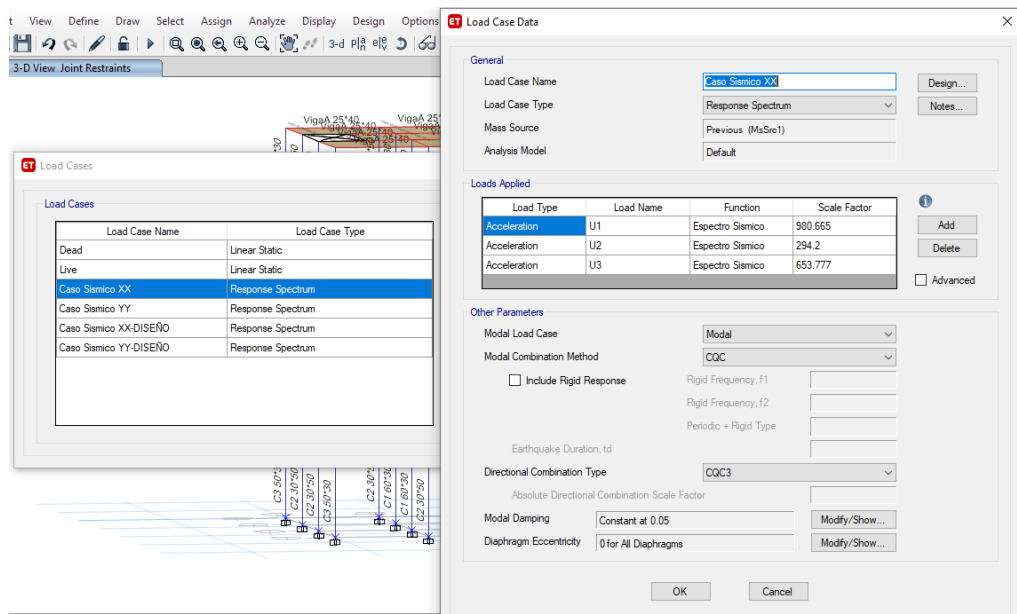 t View Define Draw Select Assign Analyze Display Design Options
3-d
3-D View Joint Restraints
VigaA 25*40
VigaA 25*
C3 50*30
C2 30*50
C2 30*50
C3 50*30
C1 60*30
C1 60*30
C2 30*50
ET Load Cases
Load Cases
Load Case Name Load Case Type
Dead Linear Static
Live Linear Static
Caso Sismico XX Response Spectrum
Caso Sismico YY Response Spectrum
Caso Sismico XX-DISEÑO Response Spectrum
Caso Sismico YY-DISEÑO Response Spectrum
ET Load Case Data
General
Load Case Name Caso Sismico XX Design...
Load Case Type Response Spectrum Notes...
Mass Source Previous (MsSrc1)
Analysis Model Default
Loads Applied
Load Type Load Name Function Scale Factor
Acceleration U1 Espectro Sismico 980.665 Add
Acceleration U2 Espectro Sismico 294.2 Delete
Acceleration U3 Espectro Sismico 653.777
Advanced
Other Parameters
Modal Load Case Modal
Modal Combination Method CQC
Include Rigid Response Rigid Frequency, f1
Rigid Frequency, f2
Periodic + Rigid Type
Earthquake Duration, td
Directional Combination Type CQC3
Absolute Directional Combination Scale Factor
Modal Damping Constant at 0.05 Modify/Show...
Diaphragm Eccentricity 0 for All Diaphragms Modify/Show...
OK Cancel